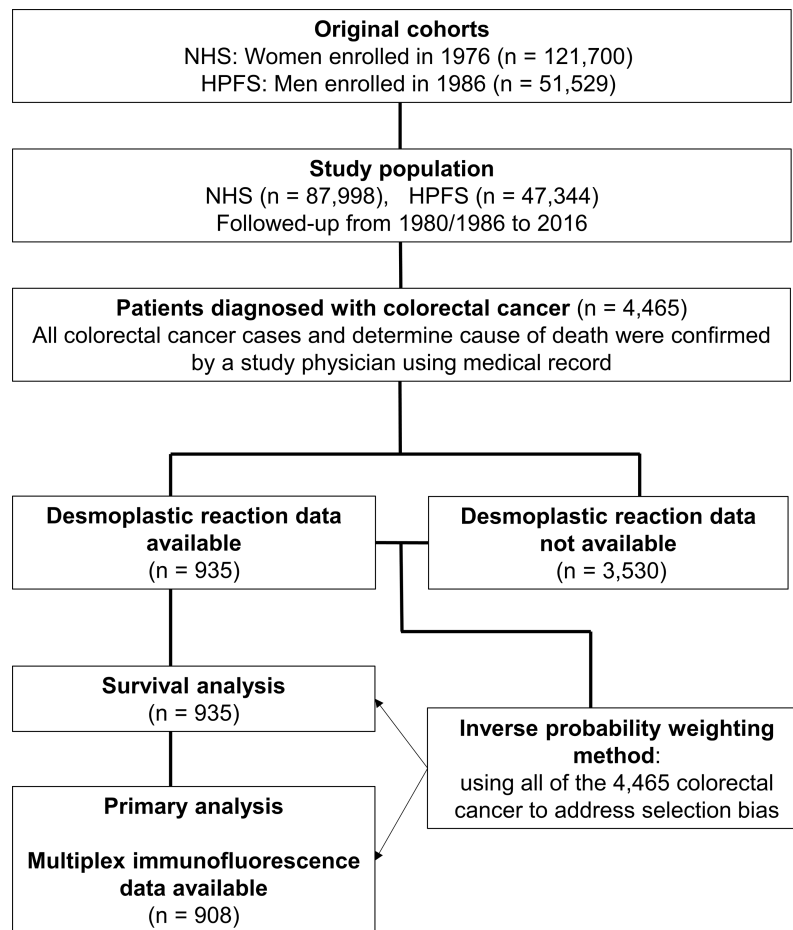 Original cohorts
NHS: Women enrolled in 1976 (n = 121,700)
HPFS: Men enrolled in 1986 (n = 51,529)
Study population
NHS (n = 87,998),   HPFS (n = 47,344)
Followed-up from 1980/1986 to 2016
Patients diagnosed with colorectal cancer (n = 4,465)
All colorectal cancer cases and determine cause of death were confirmed
by a study physician using medical record
Desmoplastic reaction data
available
(n = 935)
Desmoplastic reaction data
not available
(n = 3,530)
Survival analysis
(n = 935)
Inverse probability weighting
method:
using all of the 4,465 colorectal
cancer to address selection bias
Primary analysis
Multiplex immunofluorescence
data available
(n = 908)